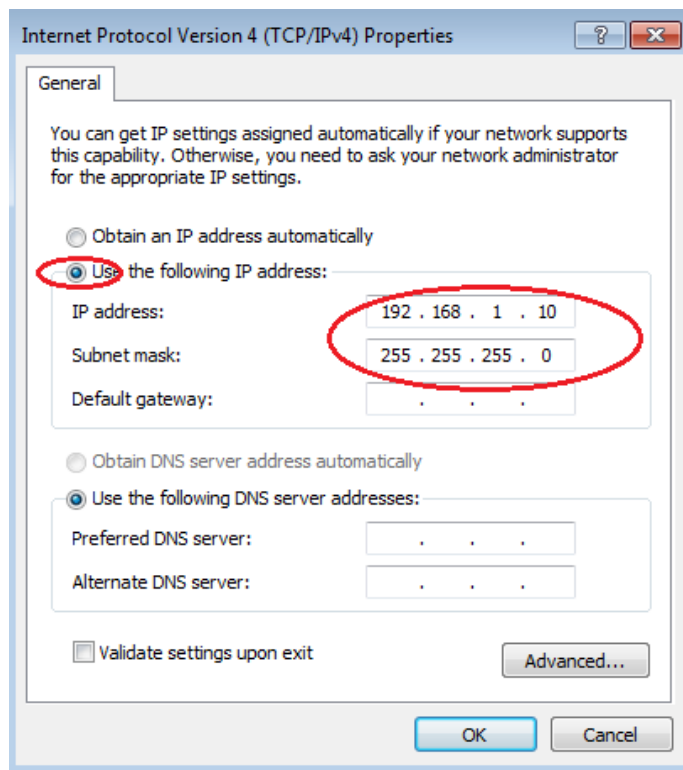 Internet Protocol Version 4 (TCP/IPv4) Properties
General
You can get IP settings assigned automatically if your network supports
this capability. Otherwise, you need to ask your network administrator
for the appropriate IP settings.
Obtain an IP address automatically
Use the following IP address:
IP address: 192 . 168 . 1 . 10
Subnet mask: 255 . 255 . 255 . 0
Default gateway: . . .
Obtain DNS server address automatically
Use the following DNS server addresses:
Preferred DNS server: . . .
Alternate DNS server: . . .
Validate settings upon exit
Advanced...
OK Cancel